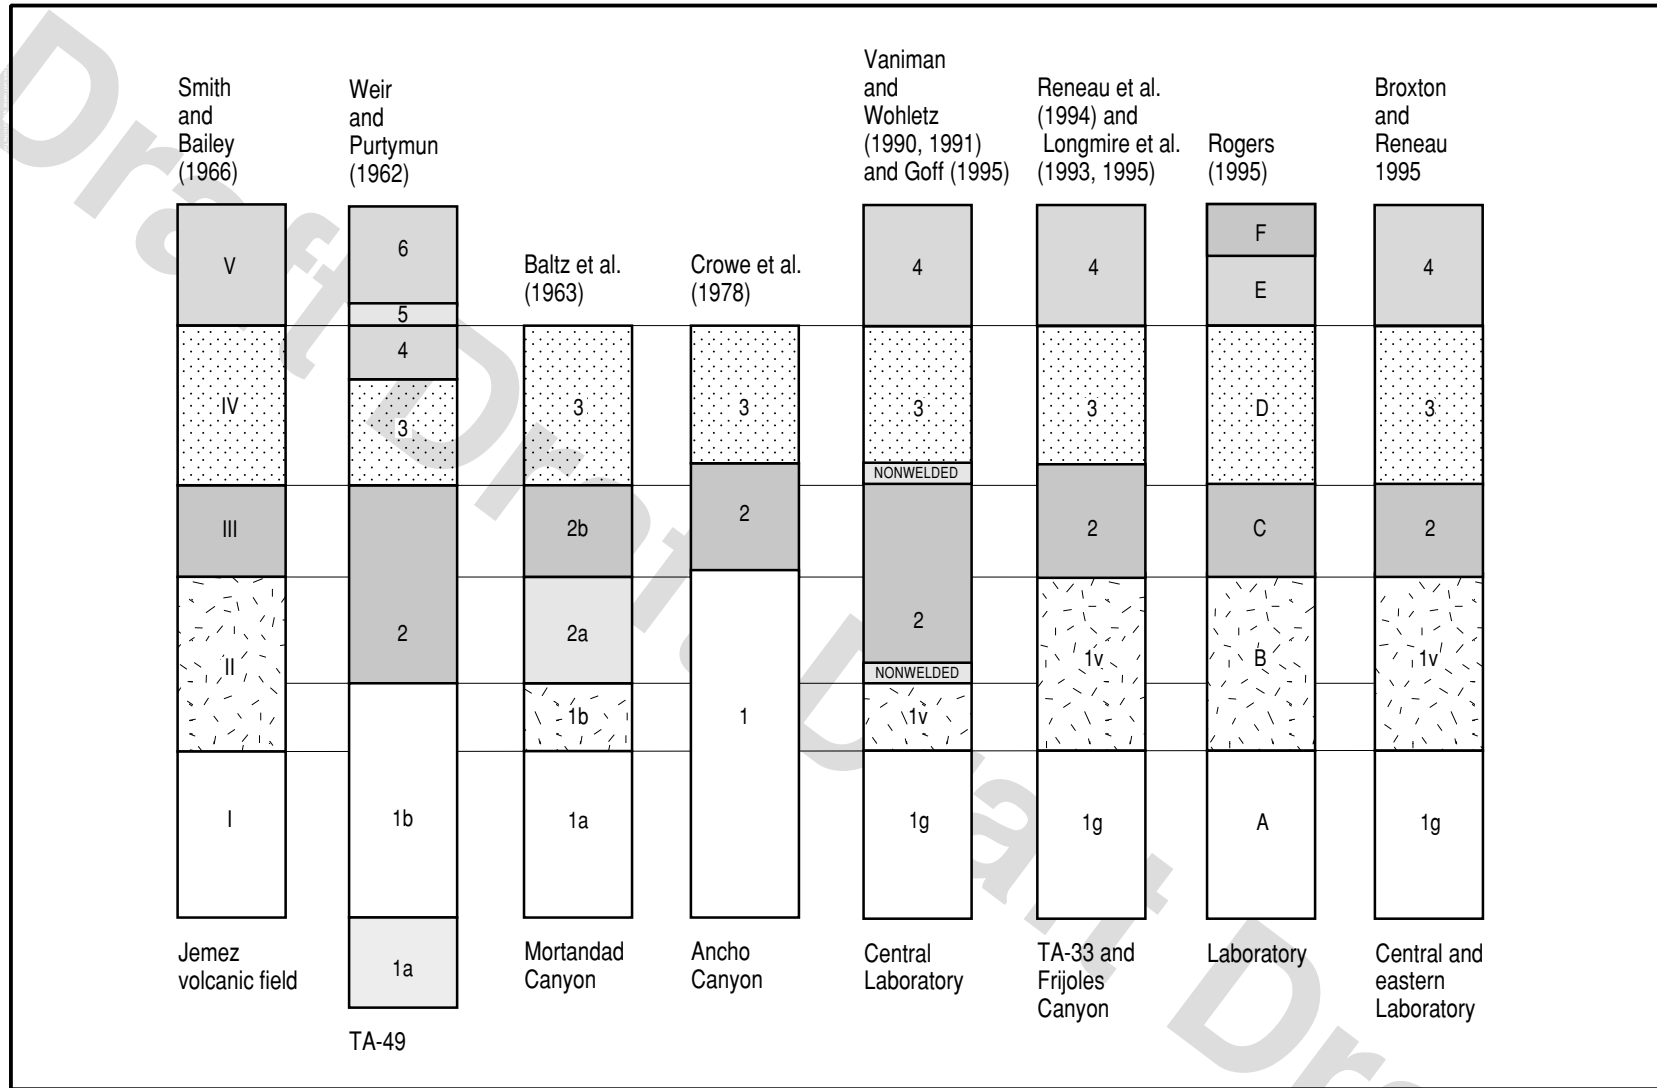 Smith
and
Bailey
(1966)
V
IV
III
II
I
Jemez
volcanic field
Weir
and
Purtymun
(1962)
6
5
4
3
2
1b
1a
TA-49
Baltz et al.
(1963)
3
2b
2a
1b
1a
Mortandad
Canyon
Crowe et al.
(1978)
3
2
1
Ancho
Canyon
Vaniman
and
Wohletz
(1990, 1991)
and Goff (1995)
4
3
NONWELDED
2
NONWELDED
1v
1g
Central
Laboratory
Reneau et al.
(1994) and
Longmire et al.
(1993, 1995)
4
3
2
1v
1g
TA-33 and
Frijoles
Canyon
Rogers
(1995)
F
E
D
C
B
A
Laboratory
Broxton
and
Reneau
1995
4
3
2
1v
1g
Central and
eastern
Laboratory
Draft Draft Draft Dra